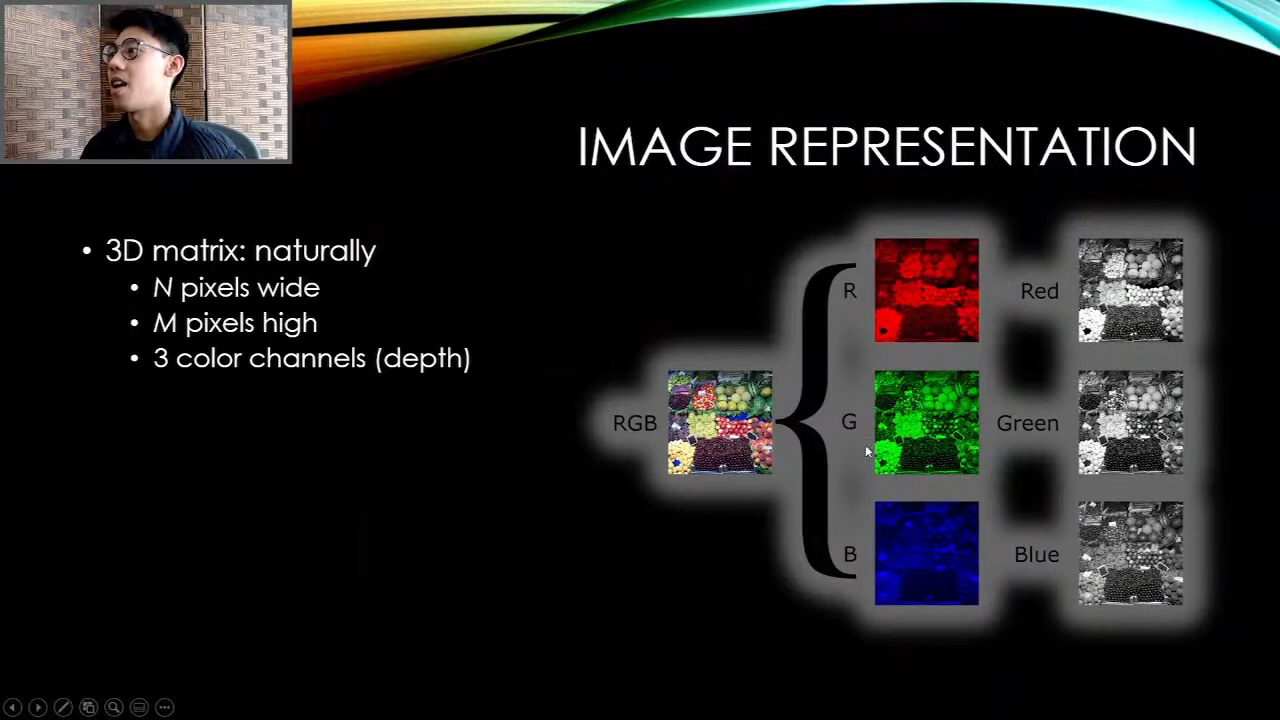 IMAGE REPRESENTATION
• 3D matrix: naturally
• N pixels wide
• M pixels high
• 3 color channels (depth)
RGB
R
Red
G
Green
B
Blue